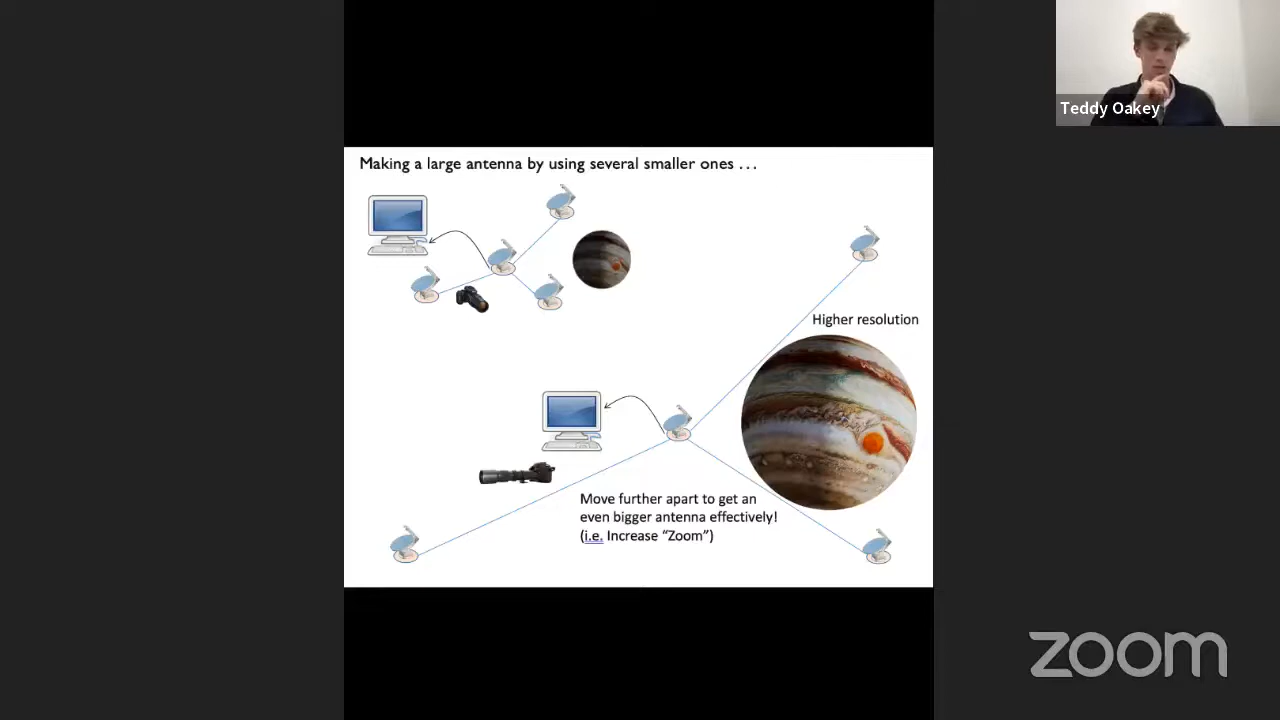 Teddy Oakey
Making a large antenna by using several smaller ones ...
Higher resolution
Move further apart to get an
even bigger antenna effectively!
(i.e. Increase “Zoom”)
zoom